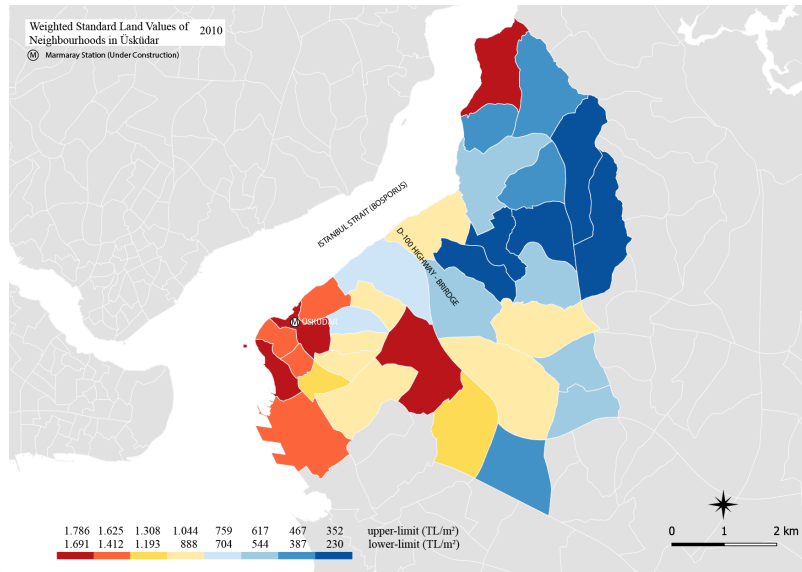 Weighted Standard Land Values of 2010
Neighbourhoods in Üsküdar
M Marmaray Station (Under Construction)
ISTANBUL STRAIT (BOSPORUS)
D-100 HIGHWAY - BRIRDGE
M ÜSKÜDAR
1.786 1.625 1.308 1.044 759 617 467 352 upper-limit (TL/m²)
1.691 1.412 1.193 888 704 544 387 230 lower-limit (TL/m²)
0 1 2 km